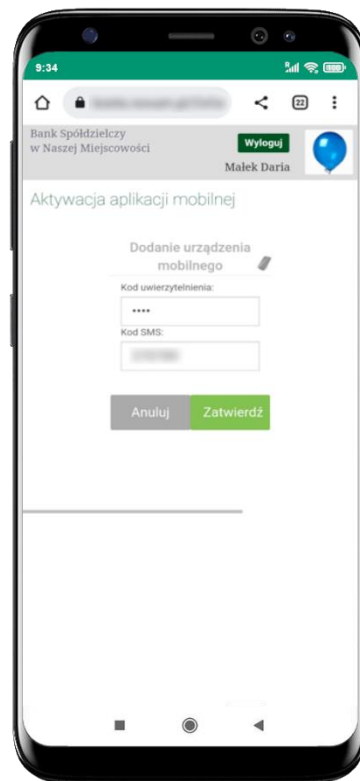 9:34
22
Bank Spółdzielczy
w Naszej Miejscowości
Wyloguj
Małek Daria
Aktywacja aplikacji mobilnej
Dodanie urządzenia
mobilnego
Kod uwierzytelnienia:
••••
Kod SMS:
Anuluj
Zatwierdź